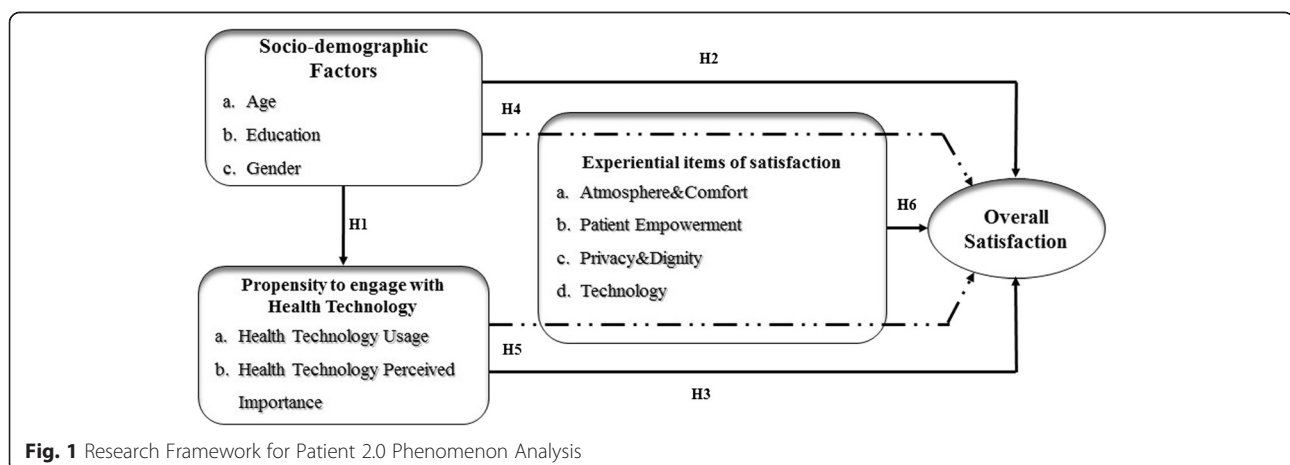 Socio-demographic
Factors
a. Age
b. Education
c. Gender
H2
H4
H1
Experiential items of satisfaction
a. Atmosphere&Comfort
b. Patient Empowerment
c. Privacy&Dignity
d. Technology
H6
Overall
Satisfaction
Propensity to engage with
Health Technology
a. Health Technology Usage
b. Health Technology Perceived
Importance
H5
H3
Fig. 1 Research Framework for Patient 2.0 Phenomenon Analysis